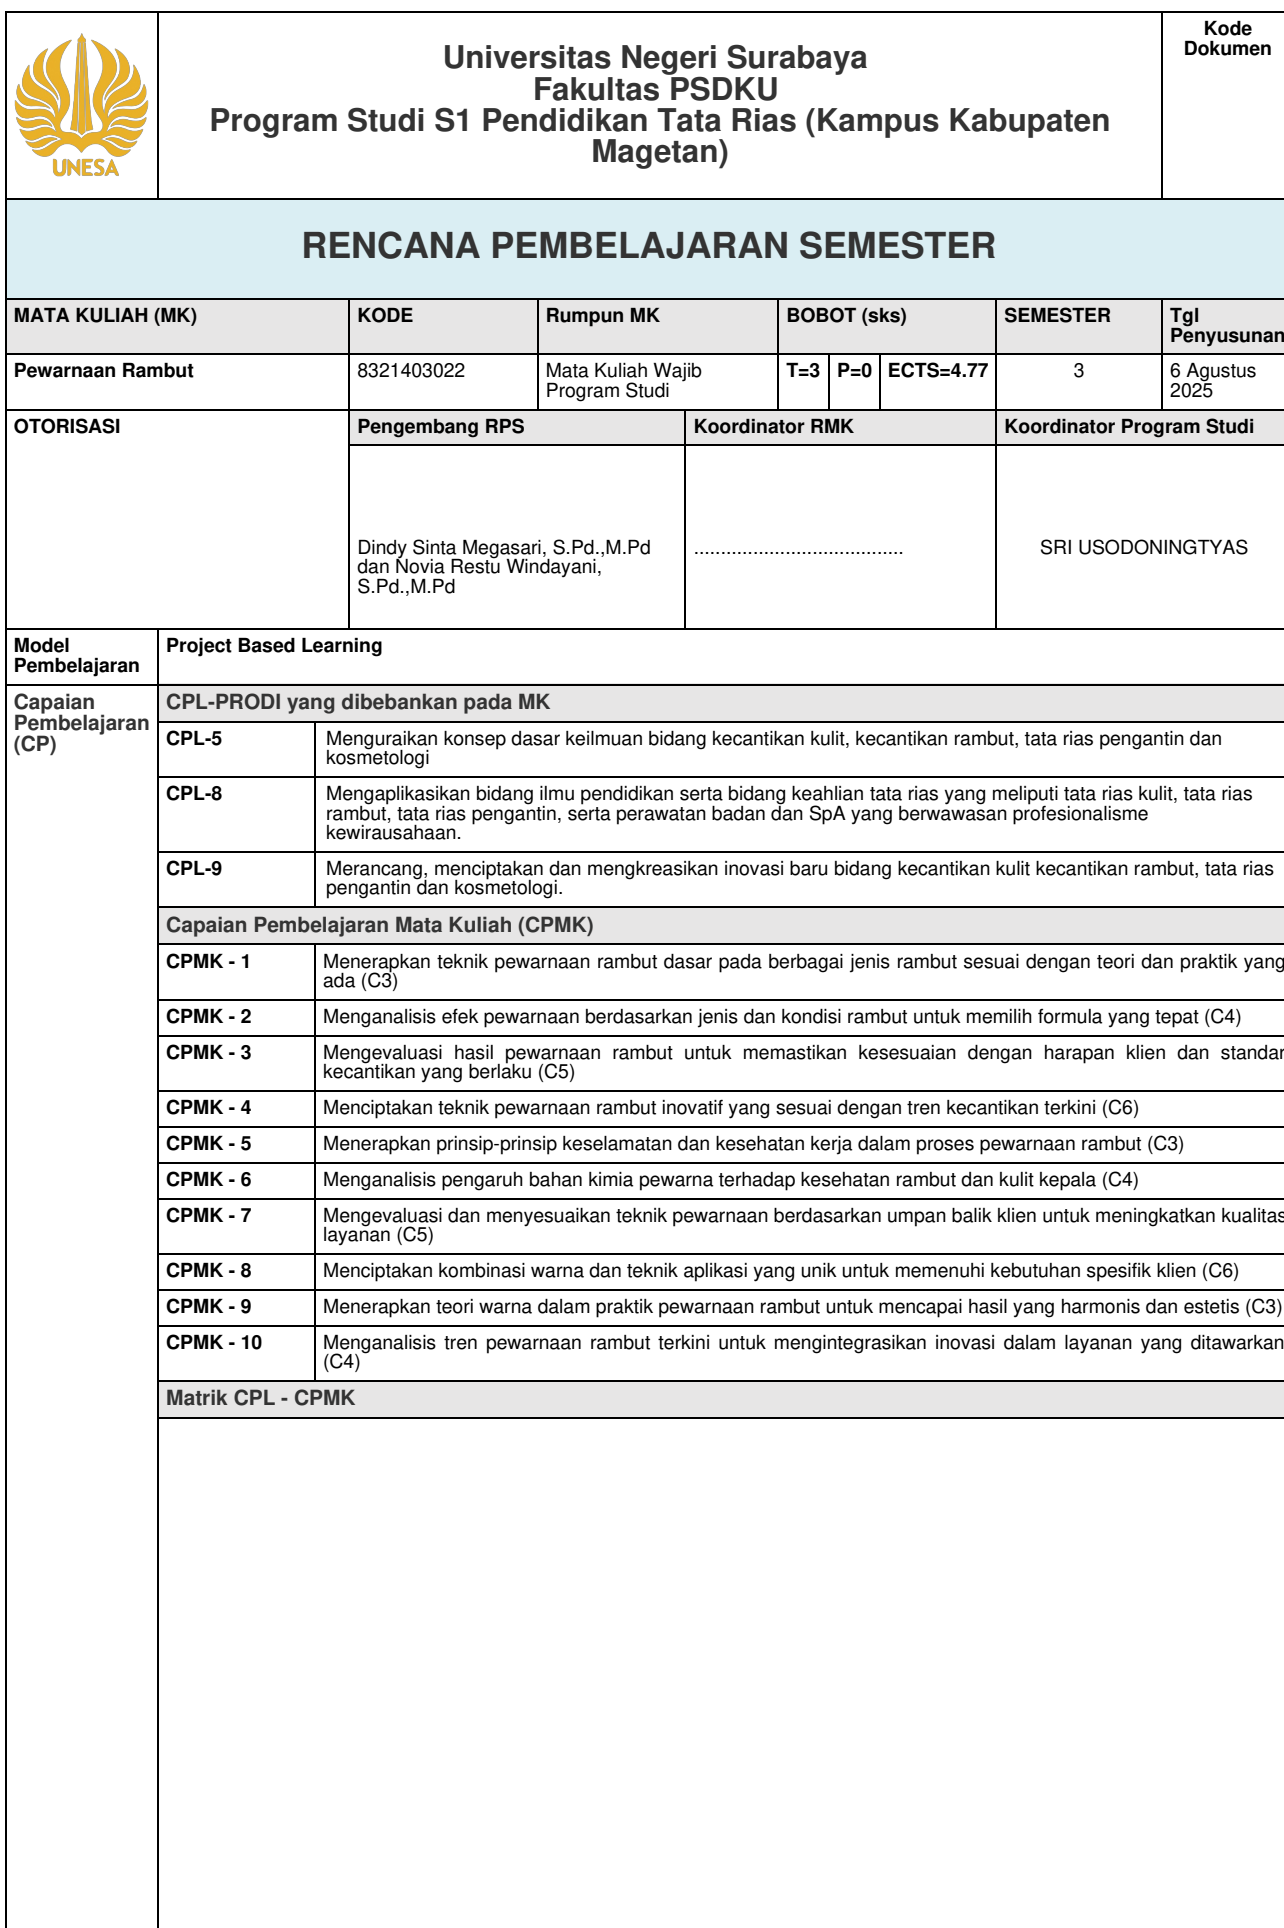 UNESA
Universitas Negeri Surabaya
Fakultas PSDKU
Program Studi S1 Pendidikan Tata Rias (Kampus Kabupaten
Magetan)
Kode
Dokumen
RENCANA PEMBELAJARAN SEMESTER
MATA KULIAH (MK)
KODE
Rumpun MK
BOBOT (sks)
SEMESTER
Tgl
Penyusunan
Pewarnaan Rambut
8321403022
Mata Kuliah Wajib
Program Studi
T=3
P=0
ECTS=4.77
3
6 Agustus
2025
OTORISASI
Pengembang RPS
Koordinator RMK
Koordinator Program Studi
Dindy Sinta Megasari, S.Pd.,M.Pd
dan Novia Restu Windayani,
S.Pd.,M.Pd
.......................................
SRI USODONINGTYAS
Model
Pembelajaran
Project Based Learning
Capaian
Pembelajaran
(CP)
CPL-PRODI yang dibebankan pada MK
CPL-5
Menguraikan konsep dasar keilmuan bidang kecantikan kulit, kecantikan rambut, tata rias pengantin dan
kosmetologi
CPL-8
Mengaplikasikan bidang ilmu pendidikan serta bidang keahlian tata rias yang meliputi tata rias kulit, tata rias
rambut, tata rias pengantin, serta perawatan badan dan SpA yang berwawasan profesionalisme
kewirausahaan.
CPL-9
Merancang, menciptakan dan mengkreasikan inovasi baru bidang kecantikan kulit kecantikan rambut, tata rias
pengantin dan kosmetologi.
Capaian Pembelajaran Mata Kuliah (CPMK)
CPMK - 1
Menerapkan teknik pewarnaan rambut dasar pada berbagai jenis rambut sesuai dengan teori dan praktik yang
ada (C3)
CPMK - 2
Menganalisis efek pewarnaan berdasarkan jenis dan kondisi rambut untuk memilih formula yang tepat (C4)
CPMK - 3
Mengevaluasi hasil pewarnaan rambut untuk memastikan kesesuaian dengan harapan klien dan standar
kecantikan yang berlaku (C5)
CPMK - 4
Menciptakan teknik pewarnaan rambut inovatif yang sesuai dengan tren kecantikan terkini (C6)
CPMK - 5
Menerapkan prinsip-prinsip keselamatan dan kesehatan kerja dalam proses pewarnaan rambut (C3)
CPMK - 6
Menganalisis pengaruh bahan kimia pewarna terhadap kesehatan rambut dan kulit kepala (C4)
CPMK - 7
Mengevaluasi dan menyesuaikan teknik pewarnaan berdasarkan umpan balik klien untuk meningkatkan kualitas
layanan (C5)
CPMK - 8
Menciptakan kombinasi warna dan teknik aplikasi yang unik untuk memenuhi kebutuhan spesifik klien (C6)
CPMK - 9
Menerapkan teori warna dalam praktik pewarnaan rambut untuk mencapai hasil yang harmonis dan estetis (C3)
CPMK - 10
Menganalisis tren pewarnaan rambut terkini untuk mengintegrasikan inovasi dalam layanan yang ditawarkan
(C4)
Matrik CPL - CPMK